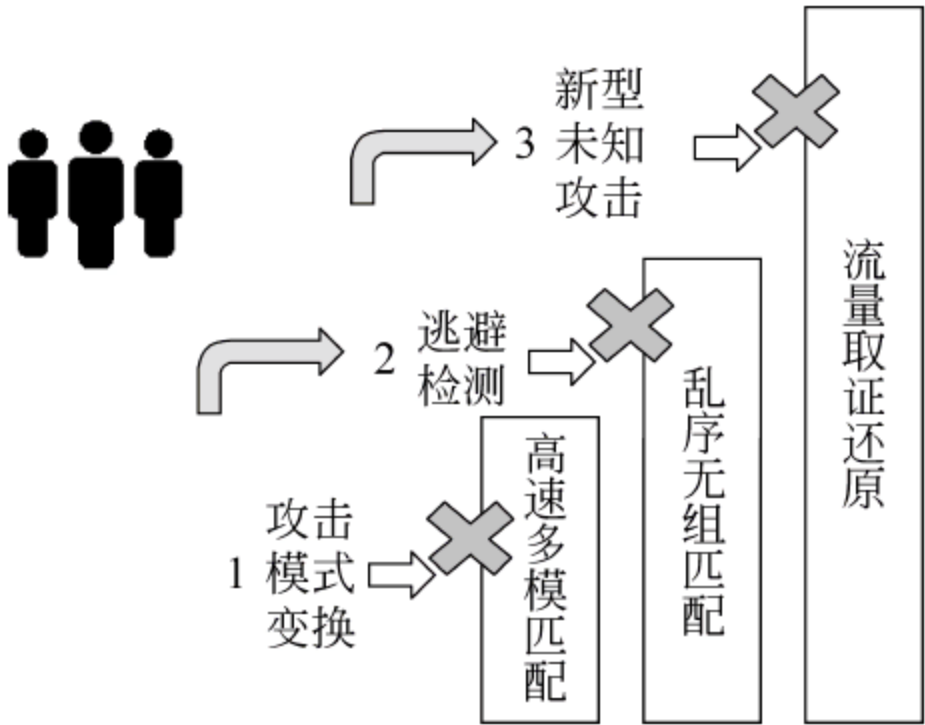 3 新型
未知
攻击
2 逃避
检测
1 攻击
模式
变换
高速多模匹配
乱序无组匹配
流量取证还原